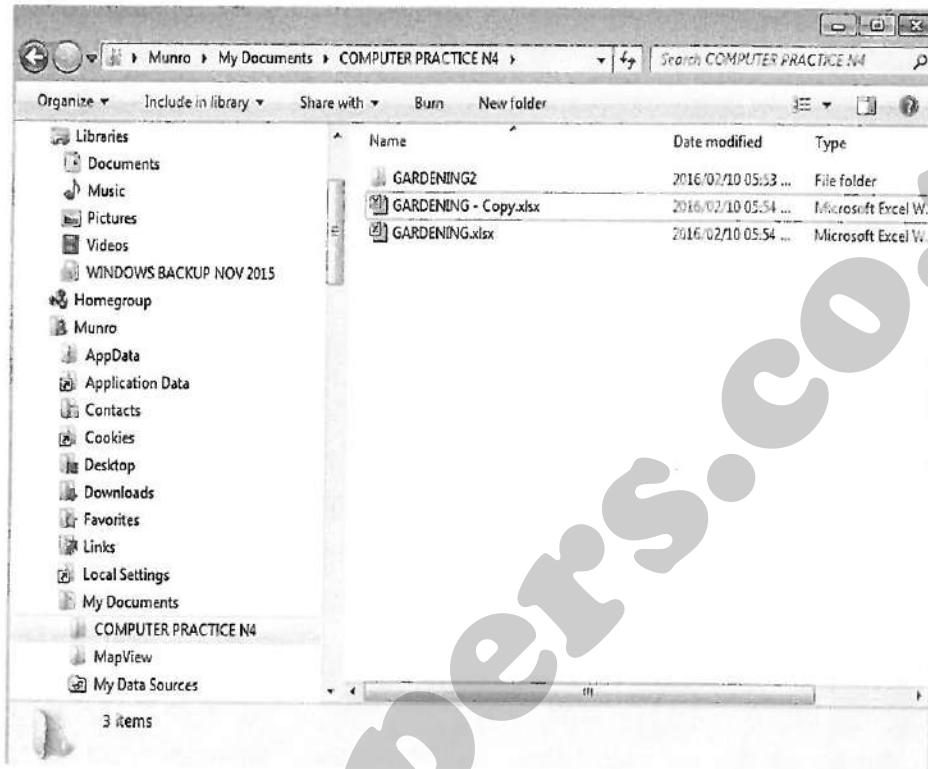 Munro ▸ My Documents ▸ COMPUTER PRACTICE N4 ▸ Search COMPUTER PRACTICE N4
Organize Include in library Share with Burn New folder
Name Date modified Type
Libraries
Documents
Music
Pictures
Videos
WINDOWS BACKUP NOV 2015
Homegroup
Munro
AppData
Application Data
Contacts
Cookies
Desktop
Downloads
Favorites
Links
Local Settings
My Documents
COMPUTER PRACTICE N4
MapView
My Data Sources
GARDENING2 2016/02/10 05:53 ... File folder
GARDENING - Copy.xlsx 2016/02/10 05:54 ... Microsoft Excel W.
GARDENING.xlsx 2016/02/10 05:54 ... Microsoft Excel W.
3 items
pers.co.